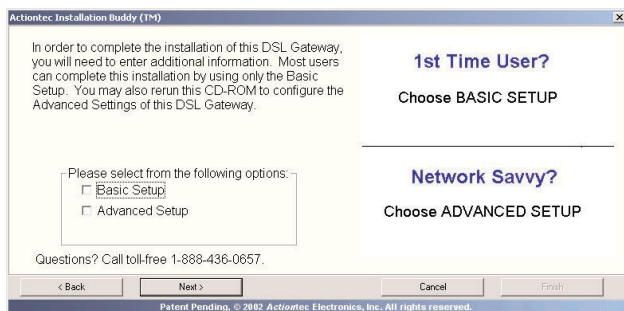 Actiontec Installation Buddy (TM)
In order to complete the installation of this DSL Gateway,
you will need to enter additional information. Most users
can complete this installation by using only the Basic
Setup. You may also rerun this CD-ROM to configure the
Advanced Settings of this DSL Gateway.
Please select from the following options:
Basic Setup
Advanced Setup
Questions? Call toll-free 1-888-436-0657.
1st Time User?
Choose BASIC SETUP
Network Savvy?
Choose ADVANCED SETUP
< Back
Next >
Cancel
Finish
Patent Pending, © 2002 Actiontec Electronics, Inc. All rights reserved.